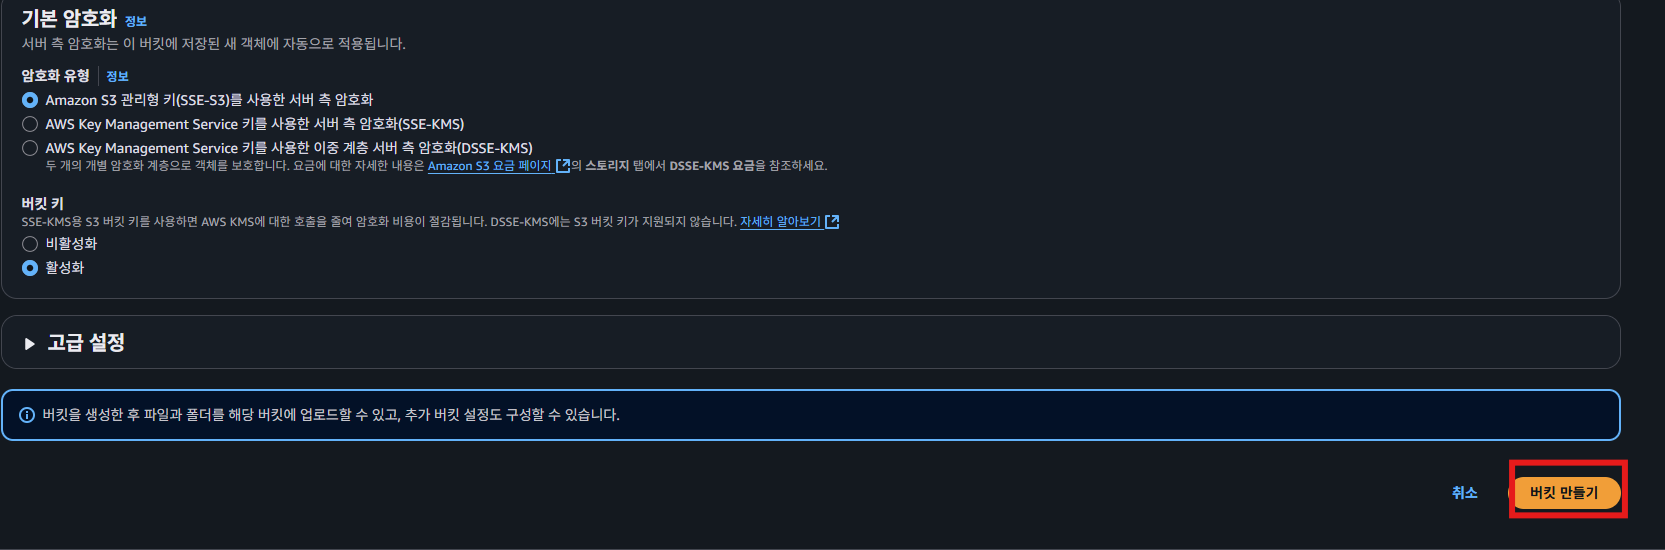 기본 암호화 정보
서버 측 암호화는 이 버킷에 저장된 새 객체에 자동으로 적용됩니다.
암호화 유형 정보
Amazon S3 관리형 키(SSE-S3)를 사용한 서버 측 암호화
AWS Key Management Service 키를 사용한 서버 측 암호화(SSE-KMS)
AWS Key Management Service 키를 사용한 이중 계층 서버 측 암호화(DSSE-KMS)
두 개의 개별 암호화 계층으로 객체를 보호합니다. 요금에 대한 자세한 내용은 Amazon S3 요금 페이지의 스토리지 탭에서 DSSE-KMS 요금을 참조하세요.
버킷 키
SSE-KMS용 S3 버킷 키를 사용하면 AWS KMS에 대한 호출을 줄여 암호화 비용이 절감됩니다. DSSE-KMS에는 S3 버킷 키가 지원되지 않습니다. 자세히 알아보기
비활성화
활성화
고급 설정
버킷을 생성한 후 파일과 폴더를 해당 버킷에 업로드할 수 있고, 추가 버킷 설정도 구성할 수 있습니다.
취소 버킷 만들기